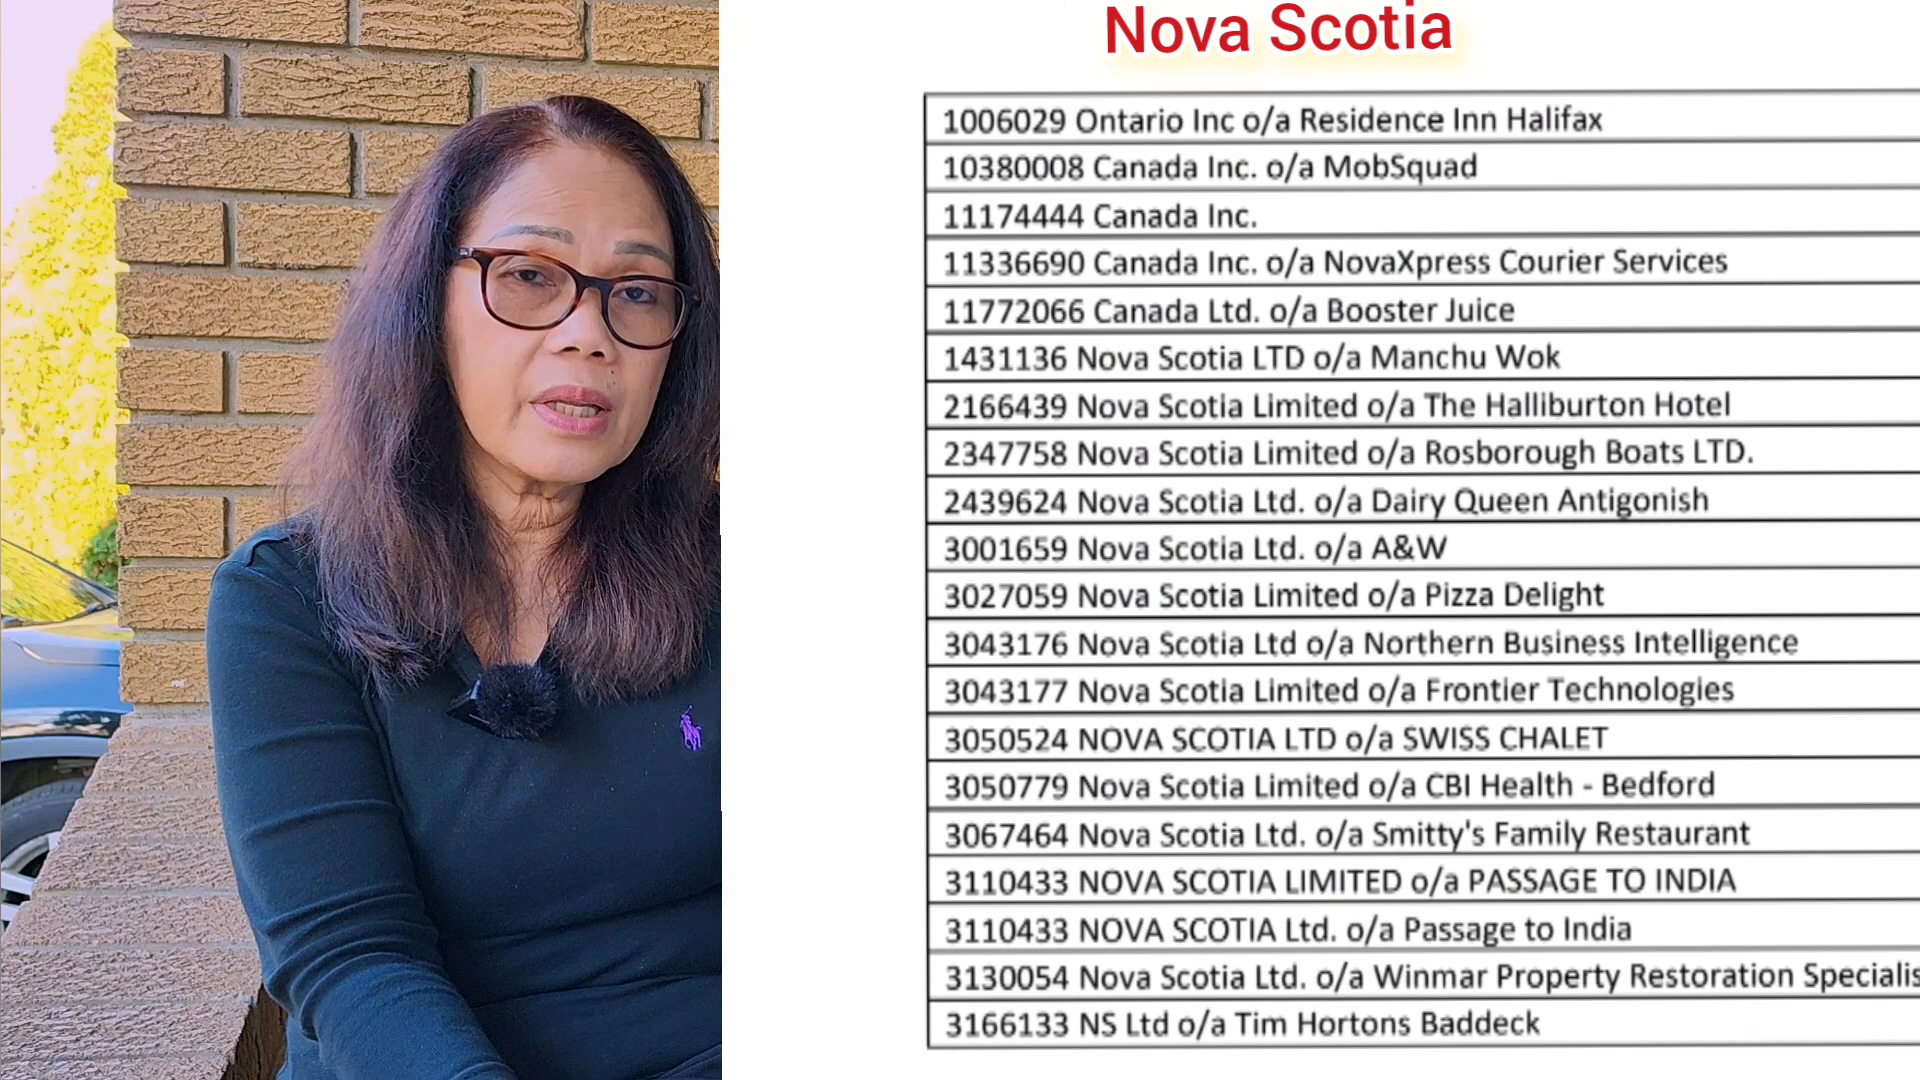 Nova Scotia
1006029 Ontario Inc o/a Residence Inn Halifax
10380008 Canada Inc. o/a MobSquad
11174444 Canada Inc.
11336690 Canada Inc. o/a NovaXpress Courier Services
11772066 Canada Ltd. o/a Booster Juice
1431136 Nova Scotia LTD o/a Manchu Wok
2166439 Nova Scotia Limited o/a The Halliburton Hotel
2347758 Nova Scotia Limited o/a Rosborough Boats LTD.
2439624 Nova Scotia Ltd. o/a Dairy Queen Antigonish
3001659 Nova Scotia Ltd. o/a A&W
3027059 Nova Scotia Limited o/a Pizza Delight
3043176 Nova Scotia Ltd o/a Northern Business Intelligence
3043177 Nova Scotia Limited o/a Frontier Technologies
3050524 NOVA SCOTIA LTD o/a SWISS CHALET
3050779 Nova Scotia Limited o/a CBI Health - Bedford
3067464 Nova Scotia Ltd. o/a Smitty's Family Restaurant
3110433 NOVA SCOTIA LIMITED o/a PASSAGE TO INDIA
3110433 NOVA SCOTIA Ltd. o/a Passage to India
3130054 Nova Scotia Ltd. o/a Winmar Property Restoration Specialis
3166133 NS Ltd o/a Tim Hortons Baddeck